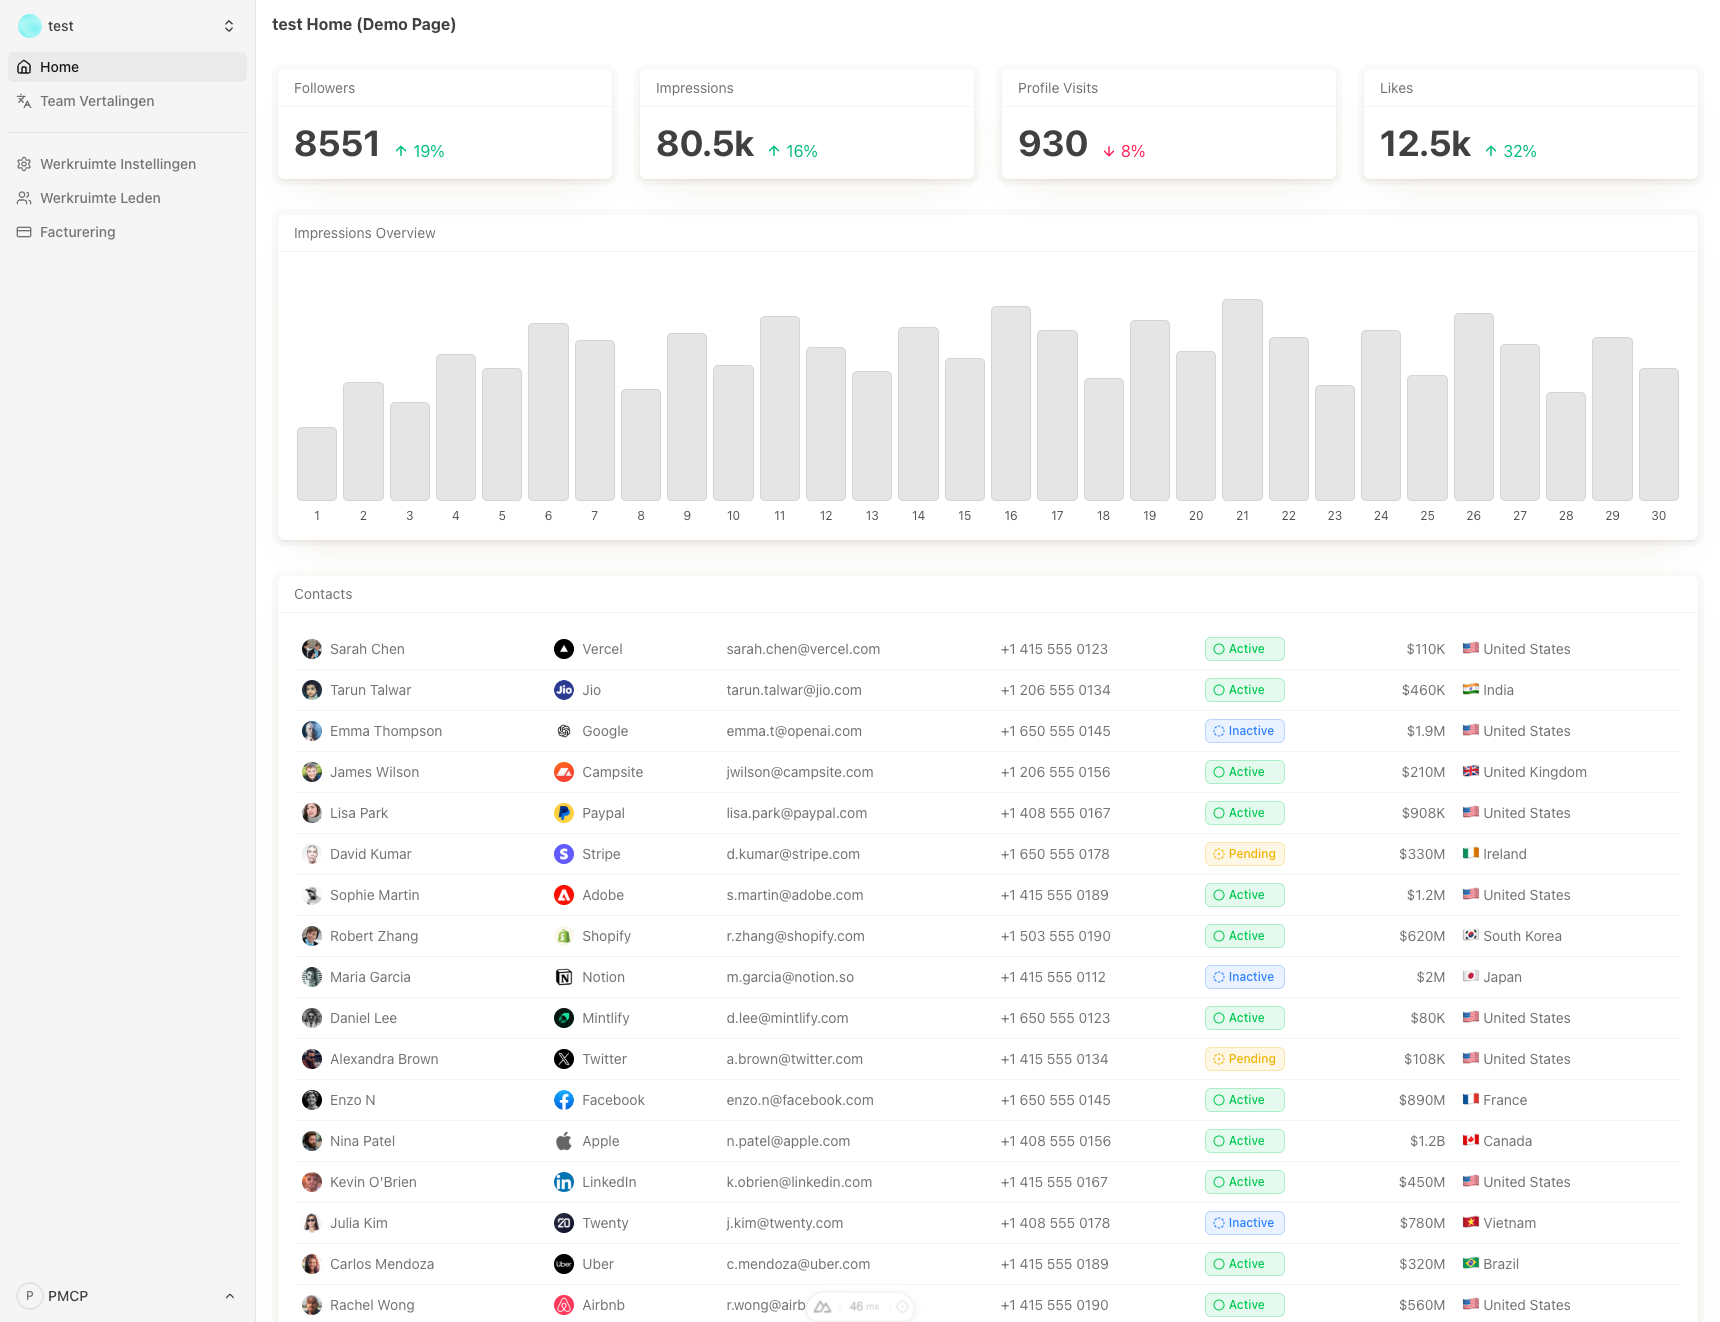 test
Home
Team Vertalingen
Werkruimte Instellingen
Werkruimte Leden
Facturering
P PMCP
test Home (Demo Page)
Followers
8551 19%
Impressions
80.5k 16%
Profile Visits
930 8%
Likes
12.5k 32%
Impressions Overview
1 2 3 4 5 6 7 8 9 10 11 12 13 14 15 16 17 18 19 20 21 22 23 24 25 26 27 28 29 30
Contacts
Sarah Chen Vercel sarah.chen@vercel.com +1 415 555 0123 Active $110K United States
Tarun Talwar Jio Jio tarun.talwar@jio.com +1 206 555 0134 Active $460K India
Emma Thompson Google emma.t@openai.com +1 650 555 0145 Inactive $1.9M United States
James Wilson Campsite jwilson@campsite.com +1 206 555 0156 Active $210M United Kingdom
Lisa Park Paypal lisa.park@paypal.com +1 408 555 0167 Active $908K United States
David Kumar S Stripe d.kumar@stripe.com +1 650 555 0178 Pending $330M Ireland
Sophie Martin Adobe s.martin@adobe.com +1 415 555 0189 Active $1.2M United States
Robert Zhang Shopify r.zhang@shopify.com +1 503 555 0190 Active $620M South Korea
Maria Garcia N Notion m.garcia@notion.so +1 415 555 0112 Inactive $2M Japan
Daniel Lee Mintlify d.lee@mintlify.com +1 650 555 0123 Active $80K United States
Alexandra Brown X Twitter a.brown@twitter.com +1 415 555 0134 Pending $108K United States
Enzo N Facebook enzo.n@facebook.com +1 650 555 0145 Active $890M France
Nina Patel Apple n.patel@apple.com +1 408 555 0156 Active $1.2B Canada
Kevin O'Brien in LinkedIn k.obrien@linkedin.com +1 415 555 0167 Active $450M United States
Julia Kim 20 Twenty j.kim@twenty.com +1 408 555 0178 Inactive $780M Vietnam
Carlos Mendoza Uber Uber c.mendoza@uber.com +1 415 555 0189 Active $320M Brazil
Rachel Wong Airbnb r.wong@airb +1 415 555 0190 Active $560M United States
46 ms